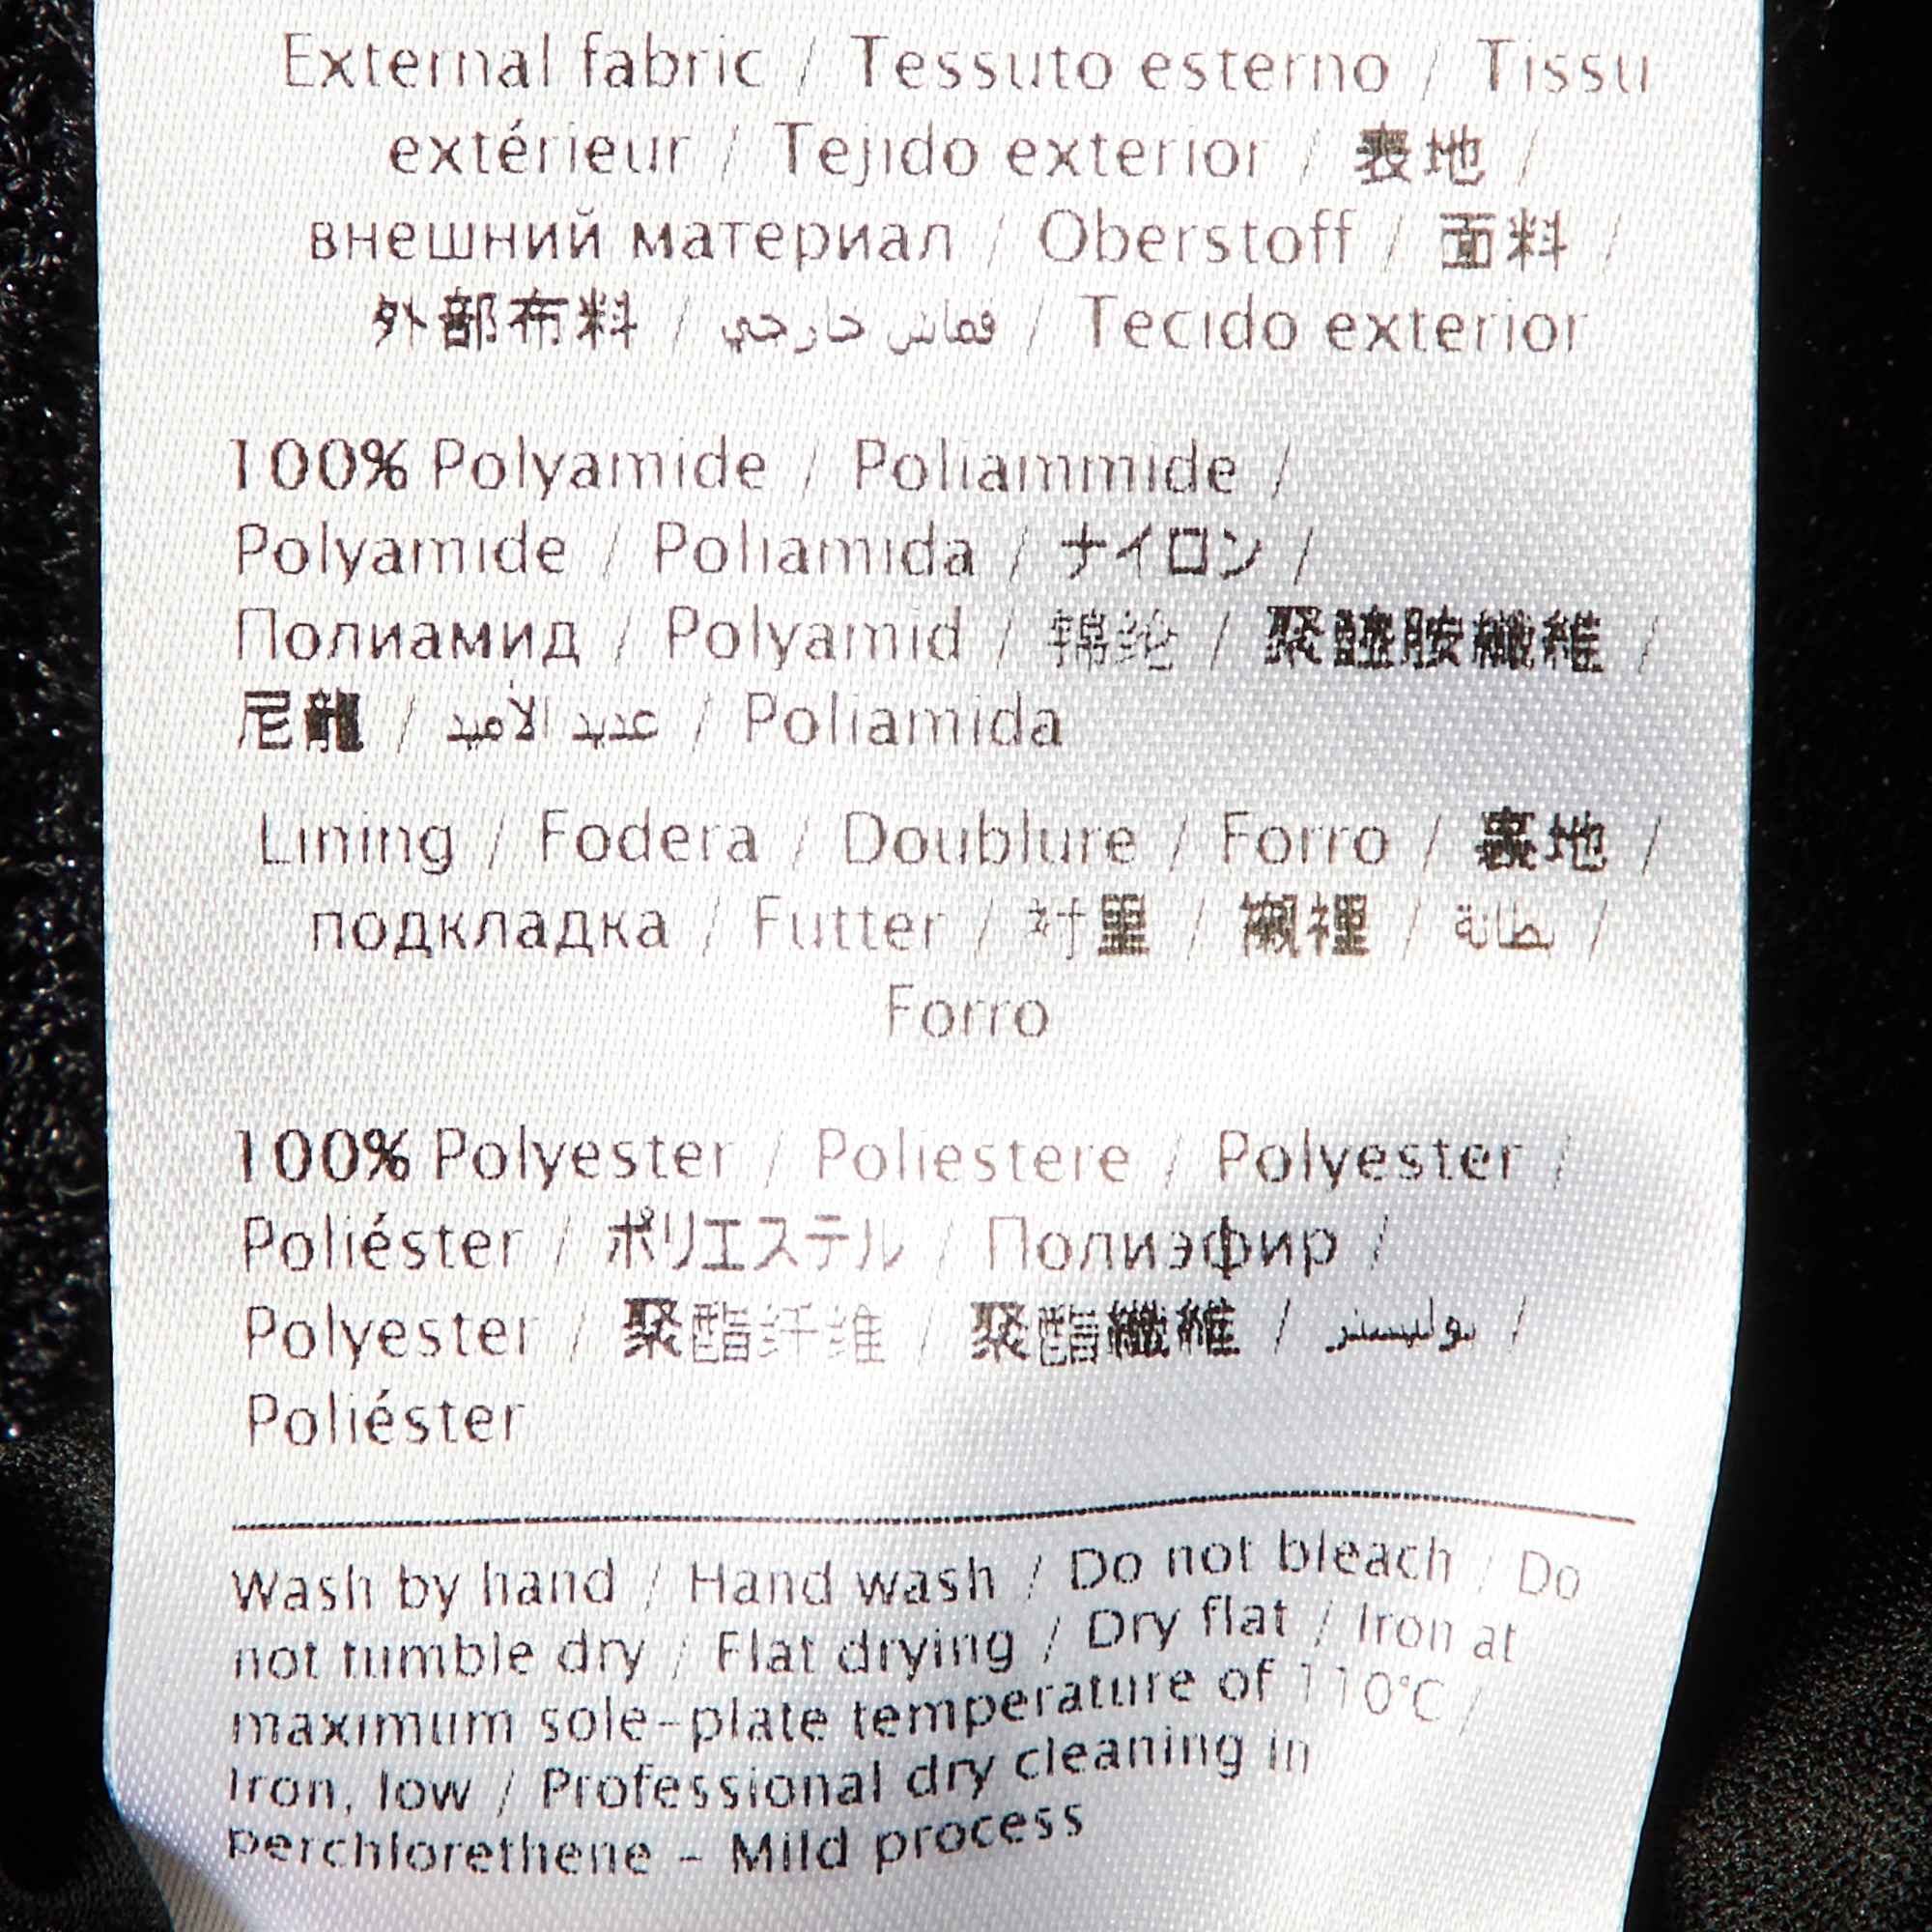 External fabric / Tessuto esterno / Tissu
extérieur / Tejido exterior / 表地 /
внешний материал / Oberstoff / 面料 /
外部布料 / قماش خارجي / Tecido exterior
100% Polyamide / Poliammide /
Polyamide / Poliamida / ナイロン /
Полиамид / Polyamid / 锦纶 / 聚醯胺纖維 /
尼龍 / عديد الأميد / Poliamida
Lining / Fodera / Doublure / Forro / 裏地 /
подкладка / Futter / 衬里 / 襯裡 / بطانة /
Forro
100% Polyester / Poliestere / Polyester /
Poliéster / ポリエステル / Полиэфир /
Polyester / 聚酯纤维 / 聚酯纖維 / بوليستر /
Poliéster
Wash by hand / Hand wash / Do not bleach / Do
not tumble dry / Flat drying / Dry flat / Iron at
maximum sole-plate temperature of 110°C /
Iron, low / Professional dry cleaning in
perchlorethene - Mild process